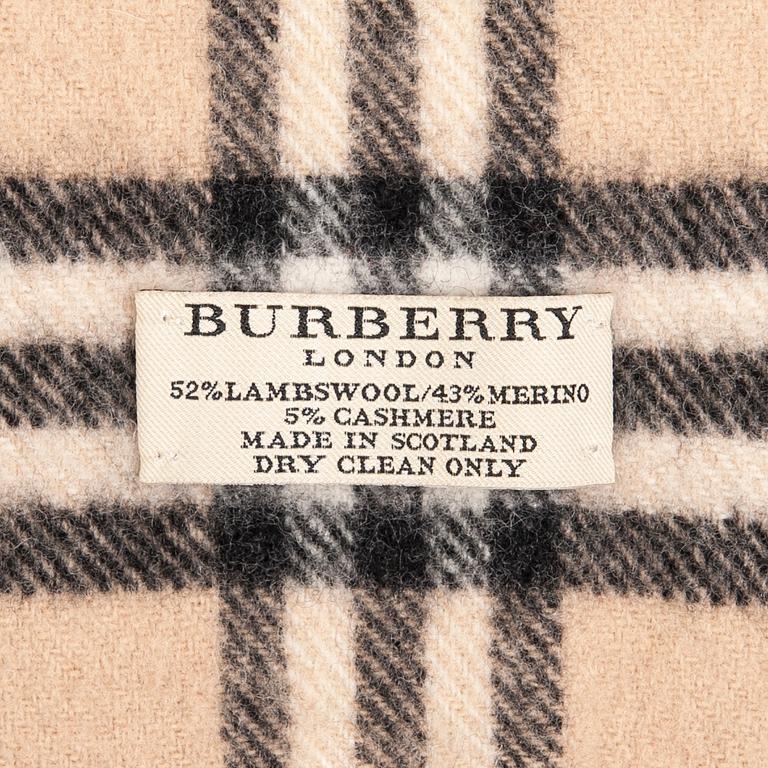 BURBERRY
LONDON
52%LAMBSWOOL/43%MERINO
5% CASHMERE
MADE IN SCOTLAND
DRY CLEAN ONLY